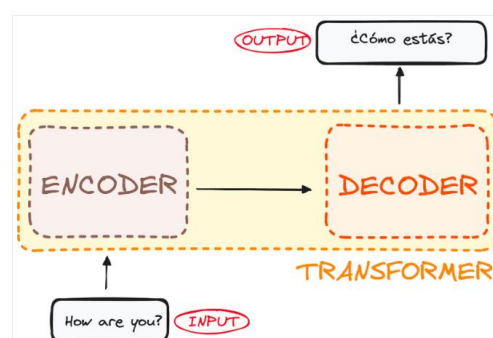 OUTPUT
¿Cómo estás?
ENCODER
DECODER
TRANSFORMER
How are you?
INPUT